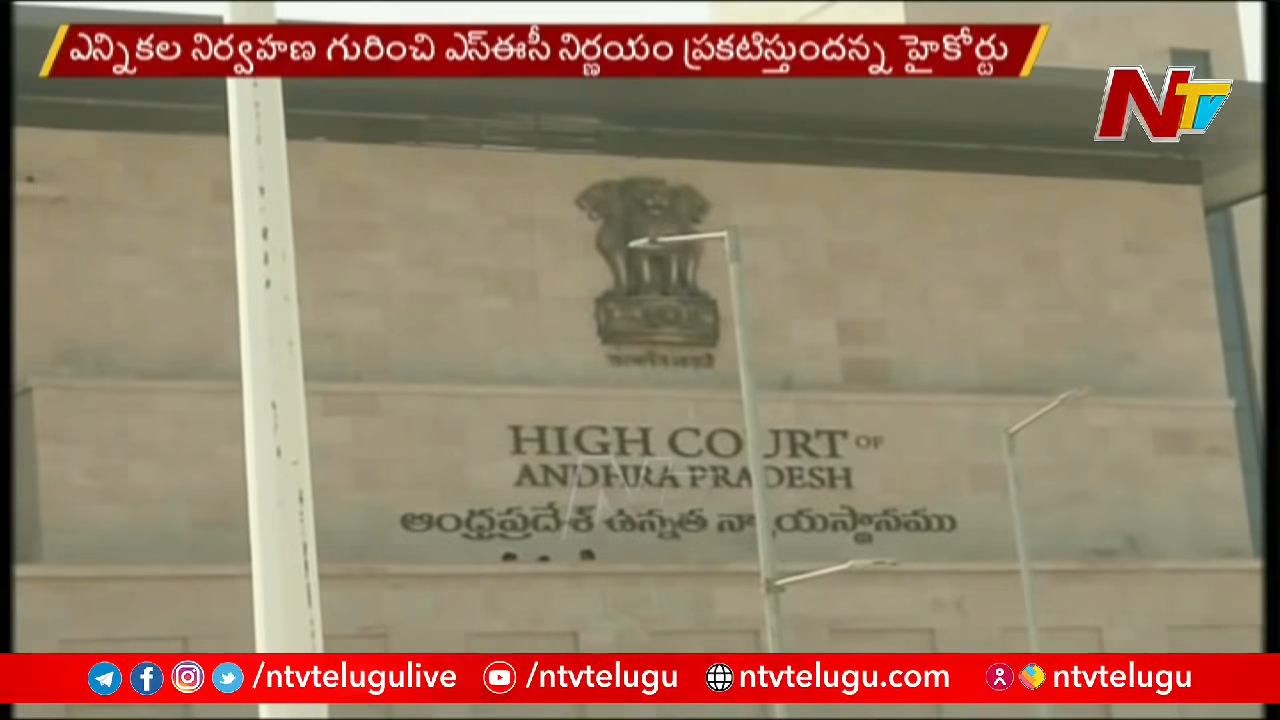 ఎన్నికల నిర్వహణ గురించి ఎస్ఈసీ నిర్ణయం ప్రకటిస్తుందన్న హైకోర్టు
NTV
HIGH COURT OF
ANDHRA PRADESH
ఆంధ్రప్రదేశ్ ఉన్నత న్యాయస్థానము
/ntvtelugulive /ntvtelugu ntvtelugu.com ntvtelugu